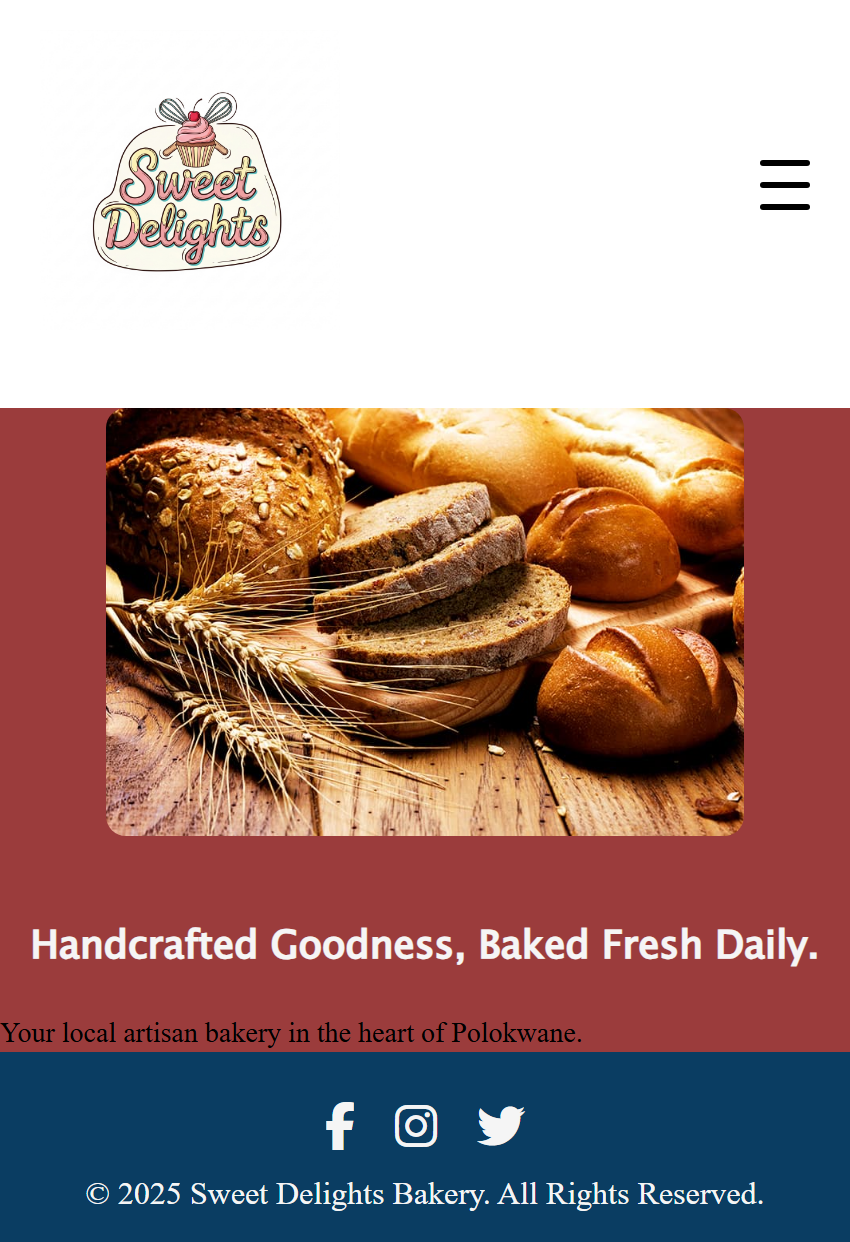 Sweet
Delights
Handcrafted Goodness, Baked Fresh Daily.
Your local artisan bakery in the heart of Polokwane.
© 2025 Sweet Delights Bakery. All Rights Reserved.